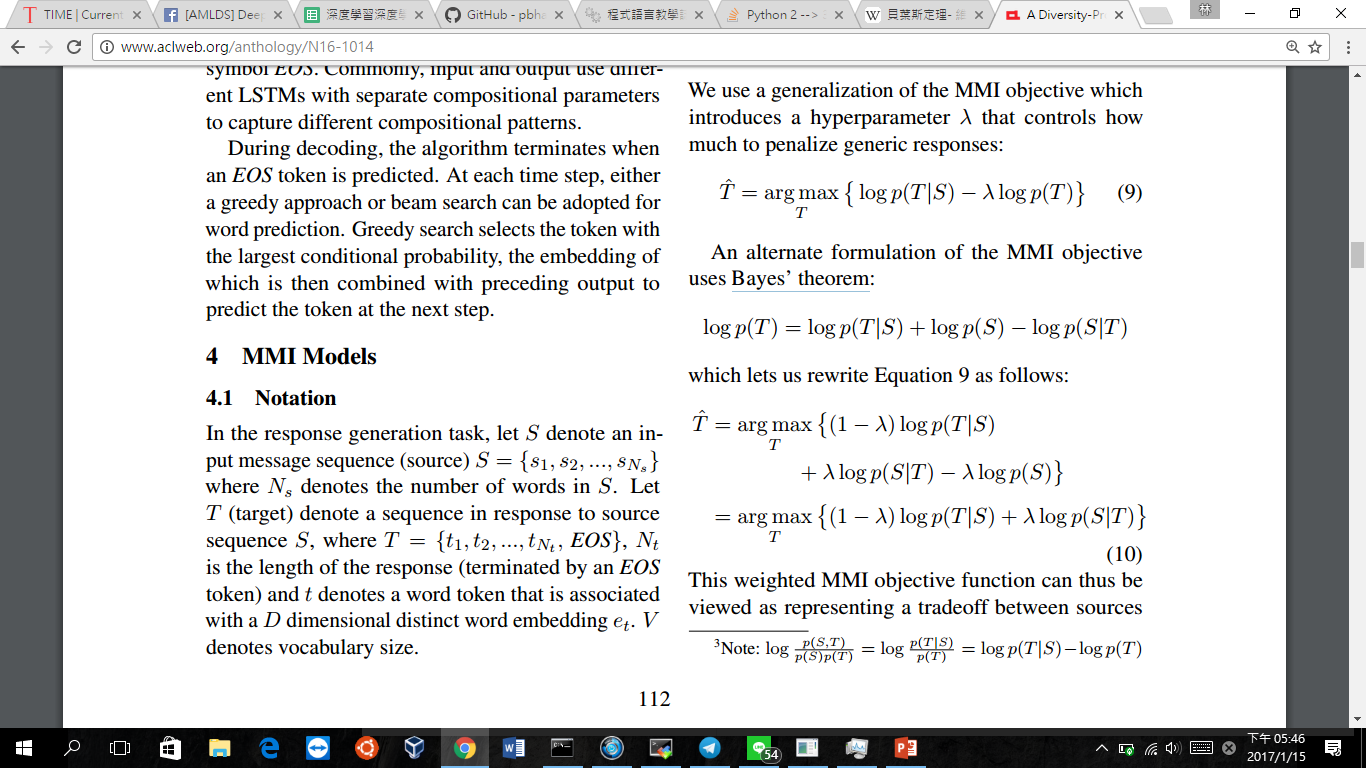 TIME | Current
[AMLDS] Deep
深度學習深度學
GitHub - pbha
程式語言教學
Python 2 -->
貝葉斯定理- 維
A Diversity-Pr
www.aclweb.org/anthology/N16-1014
symbol EOS. Commonly, input and output use differ-
ent LSTMs with separate compositional parameters
to capture different compositional patterns.
During decoding, the algorithm terminates when
an EOS token is predicted. At each time step, either
a greedy approach or beam search can be adopted for
word prediction. Greedy search selects the token with
the largest conditional probability, the embedding of
which is then combined with preceding output to
predict the token at the next step.
4 MMI Models
4.1 Notation
In the response generation task, let S denote an in-
put message sequence (source) S = {s₁, s₂, ..., s_{N_s}}
where N_s denotes the number of words in S. Let
T (target) denote a sequence in response to source
sequence S, where T = {t₁, t₂, ..., t_{N_t}, EOS}, N_t
is the length of the response (terminated by an EOS
token) and t denotes a word token that is associated
with a D dimensional distinct word embedding e_t. V
denotes vocabulary size.
We use a generalization of the MMI objective which
introduces a hyperparameter λ that controls how
much to penalize generic responses:
T̂ = arg max { log p(T|S) − λ log p(T)} (9)
T
An alternate formulation of the MMI objective
uses Bayes' theorem:
log p(T) = log p(T|S) + log p(S) − log p(S|T)
which lets us rewrite Equation 9 as follows:
T̂ = arg max {(1 − λ) log p(T|S)
T
+ λ log p(S|T) − λ log p(S)}
= arg max {(1 − λ) log p(T|S) + λ log p(S|T)}
T
(10)
This weighted MMI objective function can thus be
viewed as representing a tradeoff between sources
³Note: log p(S,T)/p(S)p(T) = log p(T|S)/p(T) = log p(T|S)−log p(T)
112
54
下午 05:46
2017/1/15